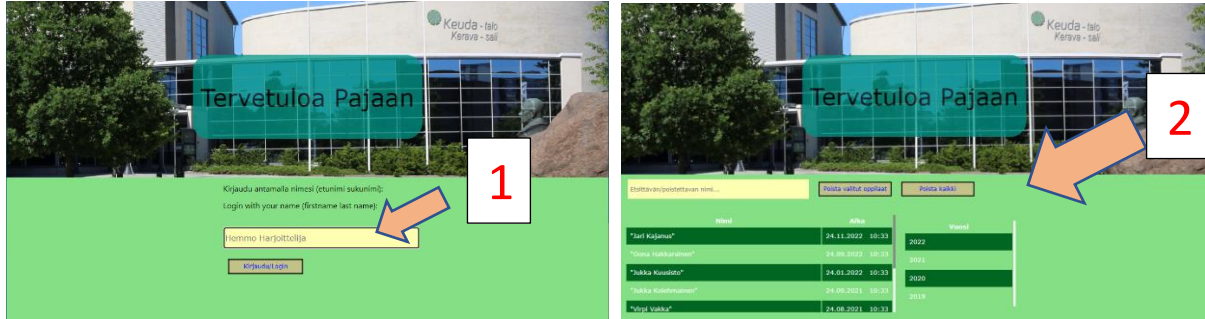 Keuda - talo
Kerava - sali
Tervetuloa Pajaan
1
Kirjaudu antamalla nimesi (etunimi sukunimi):
Login with your name (firstname last name):
Hemmo Harjoittelija
Kirjaudu/Login
Keuda - talo
Kerava - sali
Tervetuloa Pajaan
2
Etsittävän/poistettavan nimi...
Poista valitut oppilaat
Poista kaikki
Nimi Aika
"Jari Kajanus" 24.11.2022 10:33
"Oona Hakkarainen" 24.09.2022 10:33
"Jukka Kuusisto" 24.01.2022 10:33
"Jukka Kolehmainen" 24.09.2021 10:33
"Virpi Vakka" 24.08.2021 10:33
Vuosi
2022
2021
2020
2019